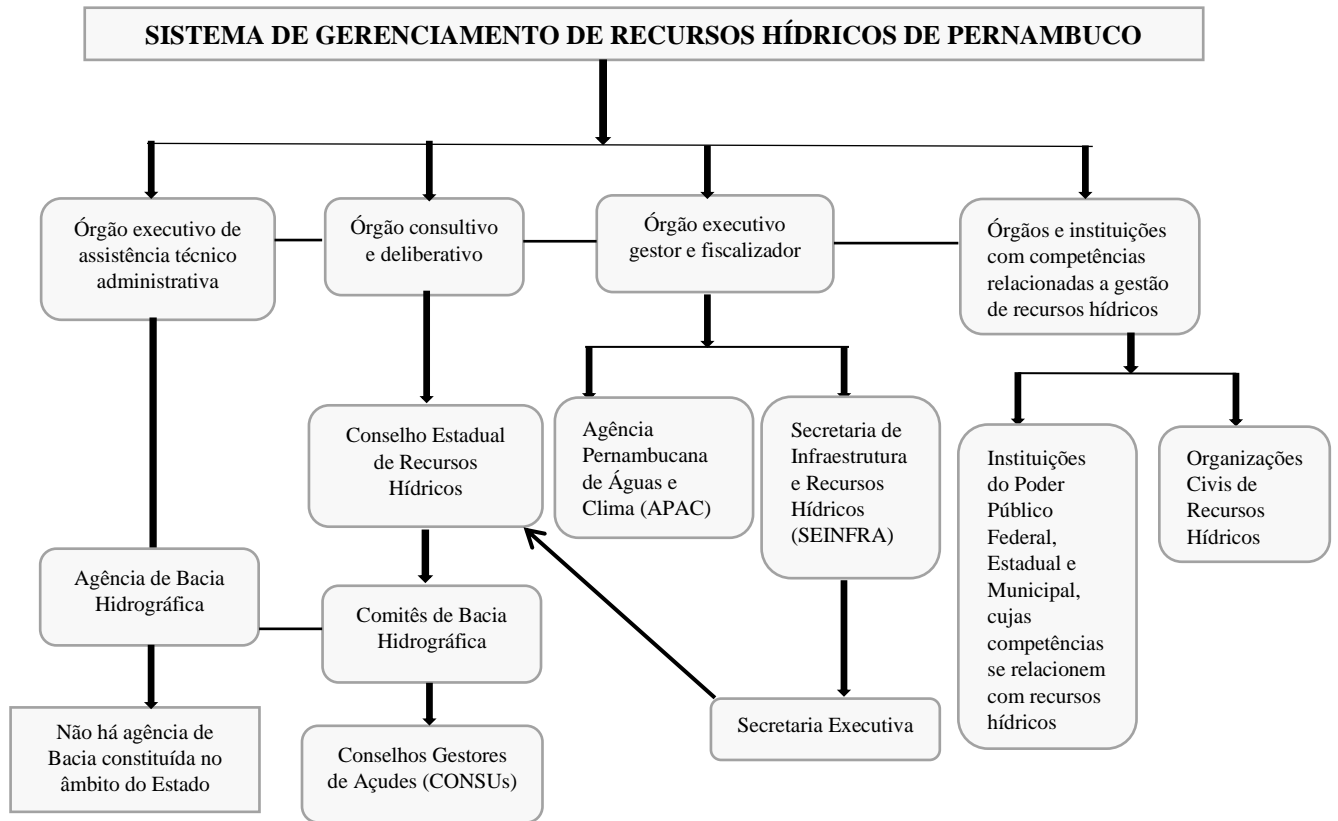 SISTEMA DE GERENCIAMENTO DE RECURSOS HÍDRICOS DE PERNAMBUCO
Órgão executivo de
assistência técnico
administrativa
Órgão consultivo
e deliberativo
Órgão executivo
gestor e fiscalizador
Órgãos e instituições
com competências
relacionadas a gestão
de recursos hídricos
Conselho Estadual
de Recursos
Hídricos
Agência
Pernambucana
de Águas e
Clima (APAC)
Secretaria de
Infraestrutura
e Recursos
Hídricos
(SEINFRA)
Instituições
do Poder
Público
Federal,
Estadual e
Municipal,
cujas
competências
se relacionem
com recursos
hídricos
Organizações
Civis de
Recursos
Hídricos
Agência de Bacia
Hidrográfica
Comitês de Bacia
Hidrográfica
Secretaria Executiva
Não há agência de
Bacia constituída no
âmbito do Estado
Conselhos Gestores
de Açudes (CONSUs)